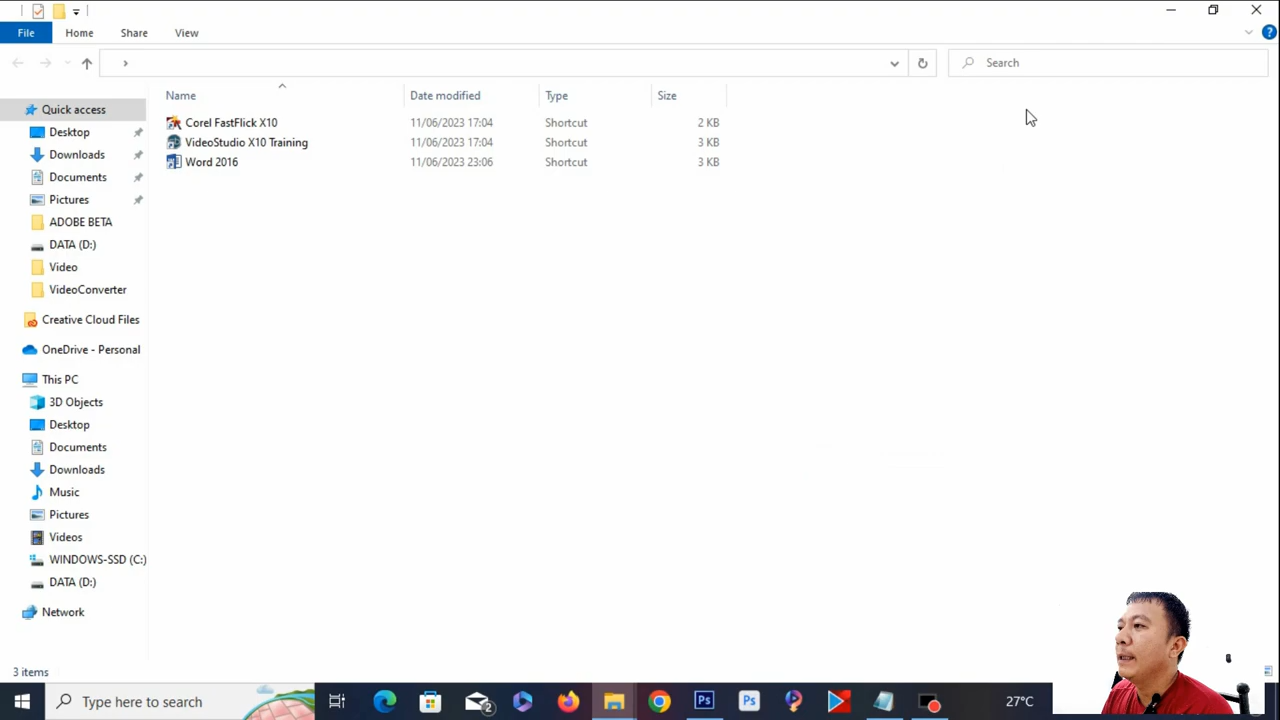 File Home Share View
Search
Name Date modified Type Size
Corel FastFlick X10 11/06/2023 17:04 Shortcut 2 KB
VideoStudio X10 Training 11/06/2023 17:04 Shortcut 3 KB
Word 2016 11/06/2023 23:06 Shortcut 3 KB
Quick access
Desktop
Downloads
Documents
Pictures
ADOBE BETA
DATA (D:)
Video
VideoConverter
Creative Cloud Files
OneDrive - Personal
This PC
3D Objects
Desktop
Documents
Downloads
Music
Pictures
Videos
WINDOWS-SSD (C:)
DATA (D:)
Network
3 items
Type here to search
2
Ps
Ps
27°C